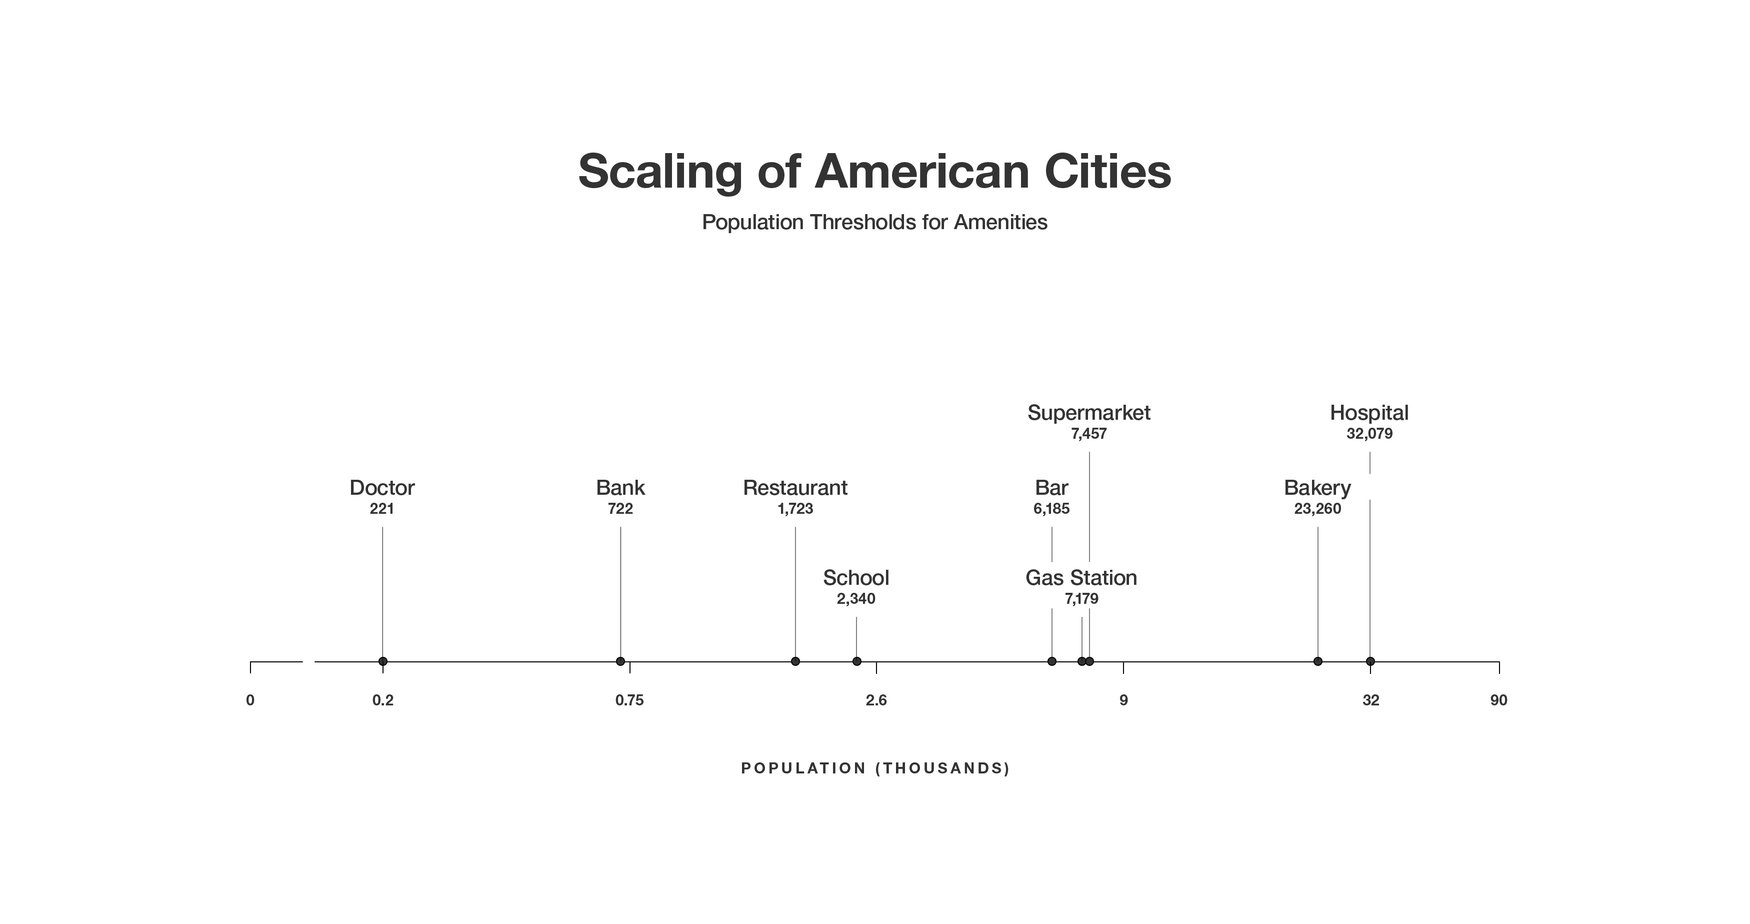 Scaling of American Cities
Population Thresholds for Amenities
Supermarket
7,457
Hospital
32,079
Doctor
221
Bank
722
Restaurant
1,723
Bar
6,185
Bakery
23,260
School
2,340
Gas Station
7,179
0 0.2 0.75 2.6 9 32 90
POPULATION (THOUSANDS)